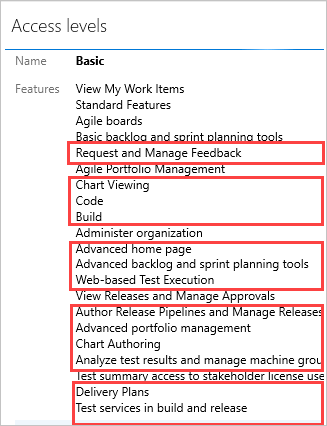 Access levels
Name Basic
Features View My Work Items
Standard Features
Agile boards
Basic backlog and sprint planning tools
Request and Manage Feedback
Agile Portfolio Management
Chart Viewing
Code
Build
Administer organization
Advanced home page
Advanced backlog and sprint planning tools
Web-based Test Execution
View Releases and Manage Approvals
Author Release Pipelines and Manage Releases
Advanced portfolio management
Chart Authoring
Analyze test results and manage machine grou
Test summary access to stakeholder license use
Delivery Plans
Test services in build and release